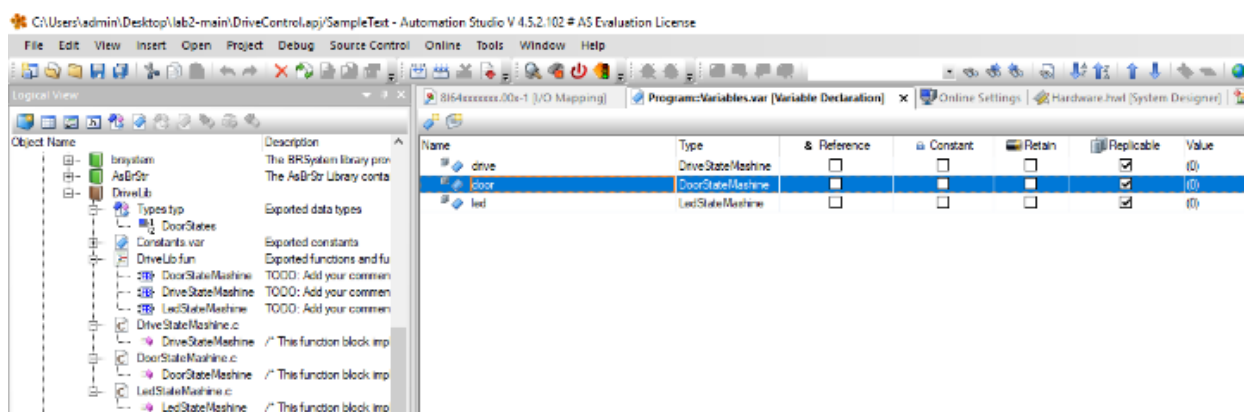 C:\Users\admin\Desktop\lab2-main\DriveControl.apj/SampleText - Automation Studio V 4.5.2.102 # AS Evaluation License
File Edit View Insert Open Project Debug Source Control Online Tools Window Help
Logical View
8I64xxxxxx.00x-1 [I/O Mapping] Program::Variables.var [Variable Declaration] Online Settings Hardware.hwl [System Designer]
Object Name Description
brsystem The BRSystem library prov
AsBrStr The AsBrStr Library conta
DriveLib
Types.typ Exported data types
DoorStates
Constants.var Exported constants
DriveLib.fun Exported functions and fu
DoorStateMashine TODO: Add your commen
DriveStateMashine TODO: Add your commen
LedStateMashine TODO: Add your commen
DriveStateMashine.c
DriveStateMashine /* This function block imp
DoorStateMashine.c
DoorStateMashine /* This function block imp
LedStateMashine.c
LedStateMashine /* This function block imp
Name Type & Reference Constant Retain Replicable Value
drive DriveStateMashine (0)
door DoorStateMashine (0)
led LedStateMashine (0)